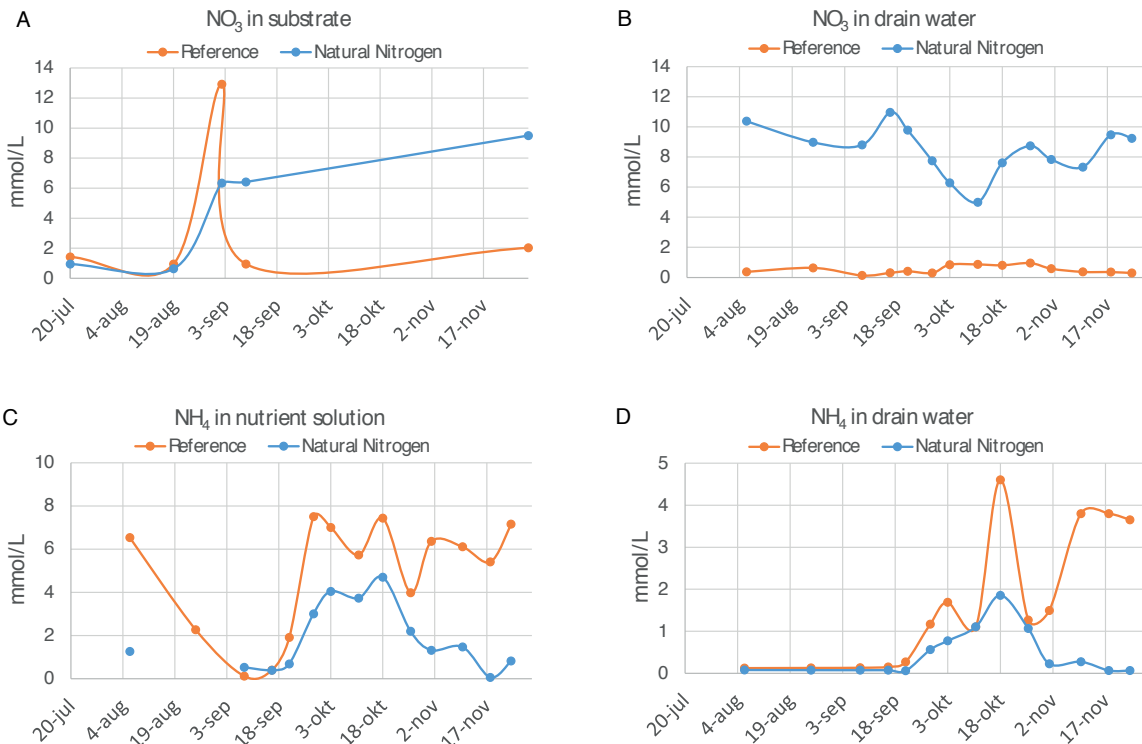 A
NO₃ in substrate
Reference Natural Nitrogen
14
12
10
8
6
4
2
0
mmol/L
20-jul 4-aug 19-aug 3-sep 18-sep 3-okt 18-okt 2-nov 17-nov
B
NO₃ in drain water
Reference Natural Nitrogen
14
12
10
8
6
4
2
0
mmol/L
20-jul 4-aug 19-aug 3-sep 18-sep 3-okt 18-okt 2-nov 17-nov
C
NH₄ in nutrient solution
Reference Natural Nitrogen
10
8
6
4
2
0
mmol/L
20-jul 4-aug 19-aug 3-sep 18-sep 3-okt 18-okt 2-nov 17-nov
D
NH₄ in drain water
Reference Natural Nitrogen
5
4
3
2
1
0
mmol/L
20-jul 4-aug 19-aug 3-sep 18-sep 3-okt 18-okt 2-nov 17-nov